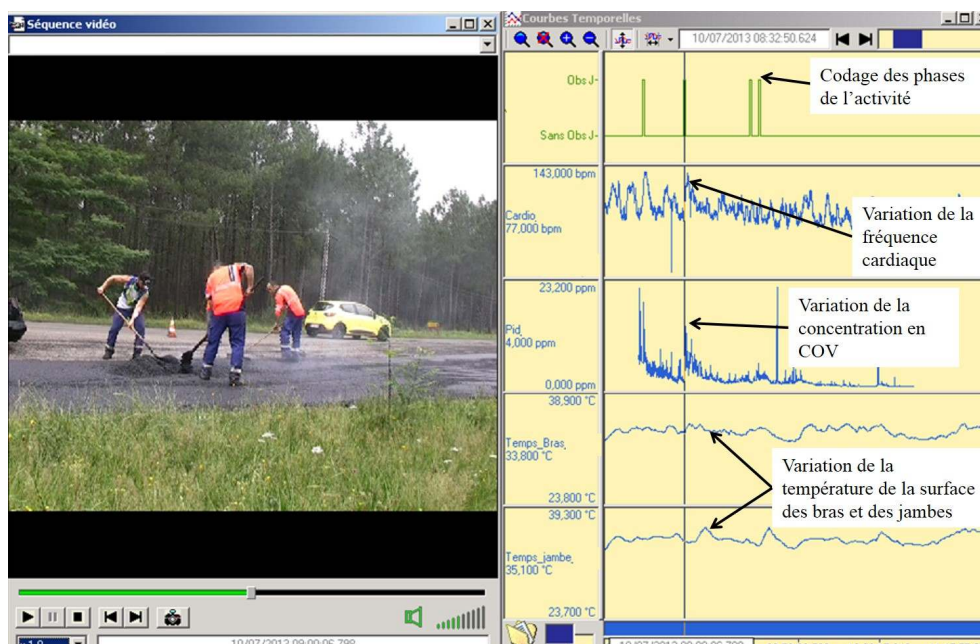 Séquence vidéo
Courbes Temporelles
10/07/2013 08:32:50.624
Obs J-
Sans Obs J-
Codage des phases
de l'activité
143,000 bpm
Cardio
77,000 bpm
Variation de la
fréquence
cardiaque
23,200 ppm
Pid
4,000 ppm
0,000 ppm
Variation de la
concentration en
COV
38,900 °C
Temps_Bras
33,800 °C
23,800 °C
Variation de la
température de la surface
des bras et des jambes
39,300 °C
Temps_jambe
35,100 °C
23,700 °C